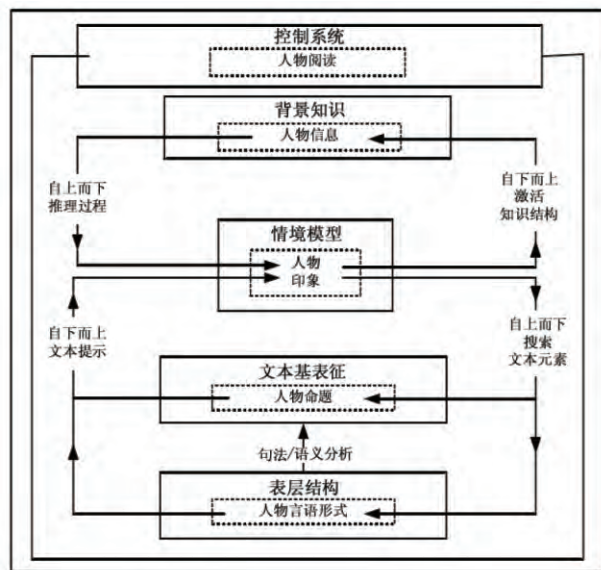 控制系统
人物阅读
背景知识
人物信息
自上而下
推理过程
自下而上
激活
知识结构
情境模型
人物
印象
自下而上
文本提示
自上而下
搜索
文本元素
文本基表征
人物命题
句法/语义分析
表层结构
人物言语形式